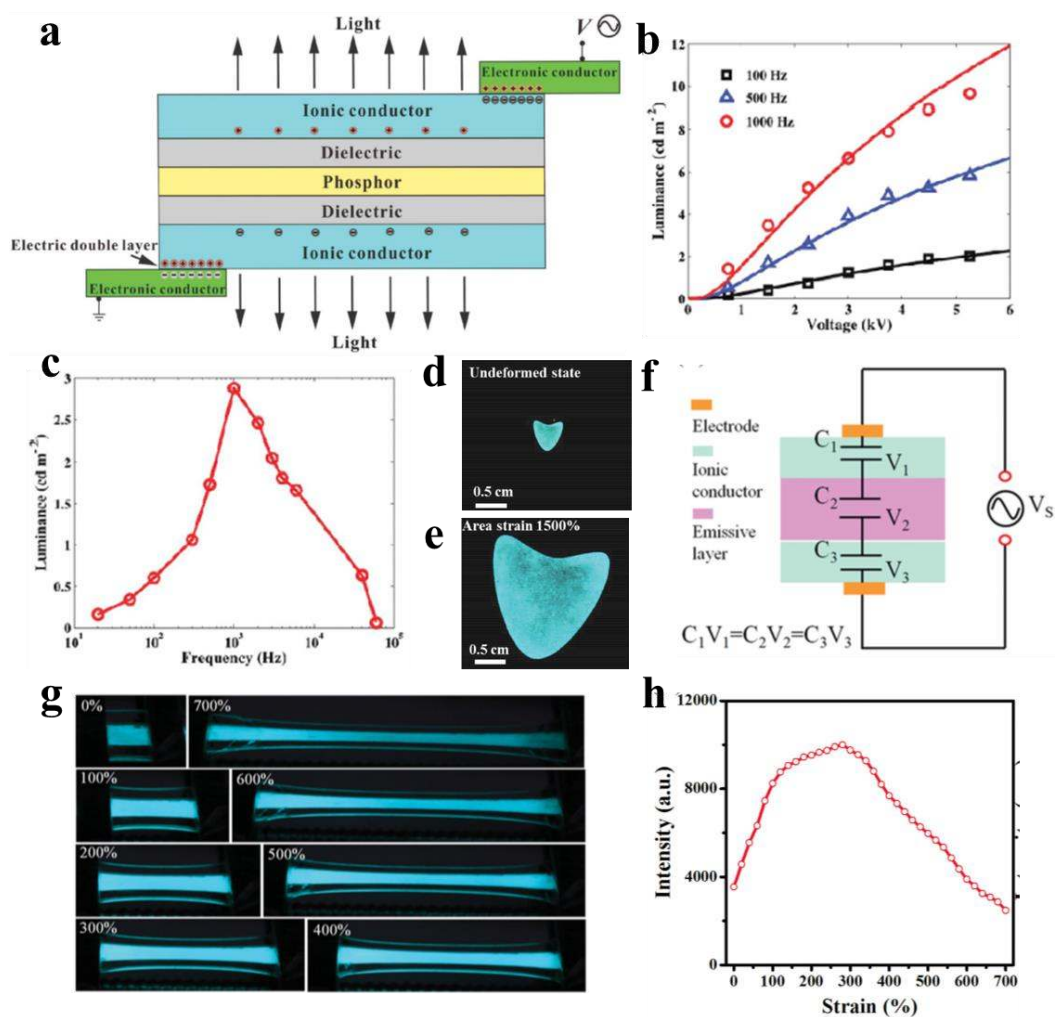 a
Light
V
Electronic conductor
Ionic conductor
Dielectric
Phosphor
Dielectric
Ionic conductor
Electric double layer
Electronic conductor
Light
b
12
10
8
6
4
2
0
100 Hz
500 Hz
1000 Hz
Luminance (cd m⁻²)
0 1 2 3 4 5 6
Voltage (kV)
c
3
2.5
2
1.5
1
0.5
0
Luminance (cd m⁻²)
10¹ 10² 10³ 10⁴ 10⁵
Frequency (Hz)
d
Undeformed state
0.5 cm
e
Area strain 1500%
0.5 cm
f
Electrode
Ionic
conductor
Emissive
layer
C₁
V₁
C₂
V₂
C₃
V₃
Vₛ
C₁V₁=C₂V₂=C₃V₃
g
0% 700%
100% 600%
200% 500%
300% 400%
h
12000
10000
8000
6000
4000
2000
0
Intensity (a.u.)
0 100 200 300 400 500 600 700
Strain (%)